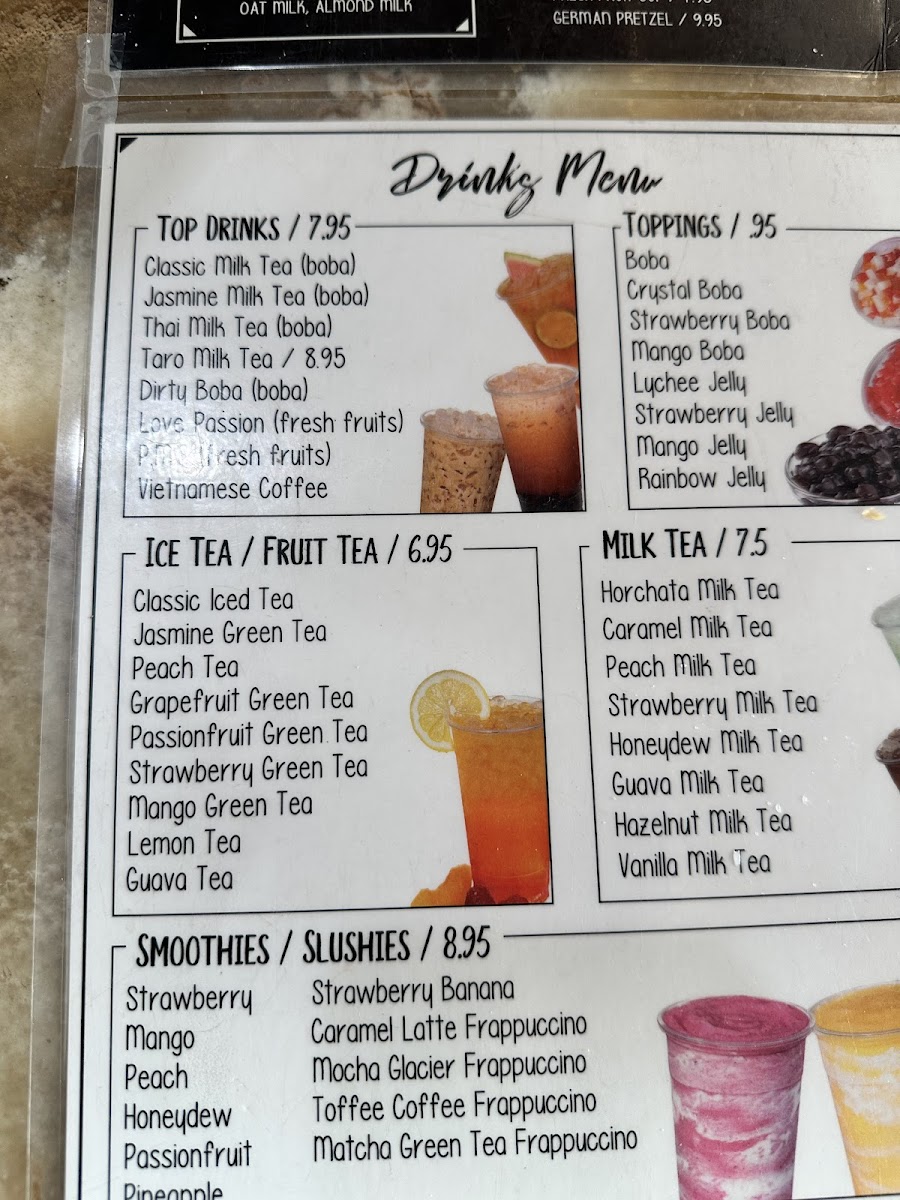 OAT MILK, ALMOND MILK
GERMAN PRETZEL / 9.95
Drinks Menu
TOP DRINKS / 7.95
Classic Milk Tea (boba)
Jasmine Milk Tea (boba)
Thai Milk Tea (boba)
Taro Milk Tea / 8.95
Dirty Boba (boba)
Love Passion (fresh fruits)
(fresh fruits)
Vietnamese Coffee
TOPPINGS / .95
Boba
Crystal Boba
Strawberry Boba
Mango Boba
Lychee Jelly
Strawberry Jelly
Mango Jelly
Rainbow Jelly
ICE TEA / FRUIT TEA / 6.95
Classic Iced Tea
Jasmine Green Tea
Peach Tea
Grapefruit Green Tea
Passionfruit Green Tea
Strawberry Green Tea
Mango Green Tea
Lemon Tea
Guava Tea
MILK TEA / 7.5
Horchata Milk Tea
Caramel Milk Tea
Peach Milk Tea
Strawberry Milk Tea
Honeydew Milk Tea
Guava Milk Tea
Hazelnut Milk Tea
Vanilla Milk Tea
SMOOTHIES / SLUSHIES / 8.95
Strawberry
Mango
Peach
Honeydew
Passionfruit
Pineapple
Strawberry Banana
Caramel Latte Frappuccino
Mocha Glacier Frappuccino
Toffee Coffee Frappuccino
Matcha Green Tea Frappuccino